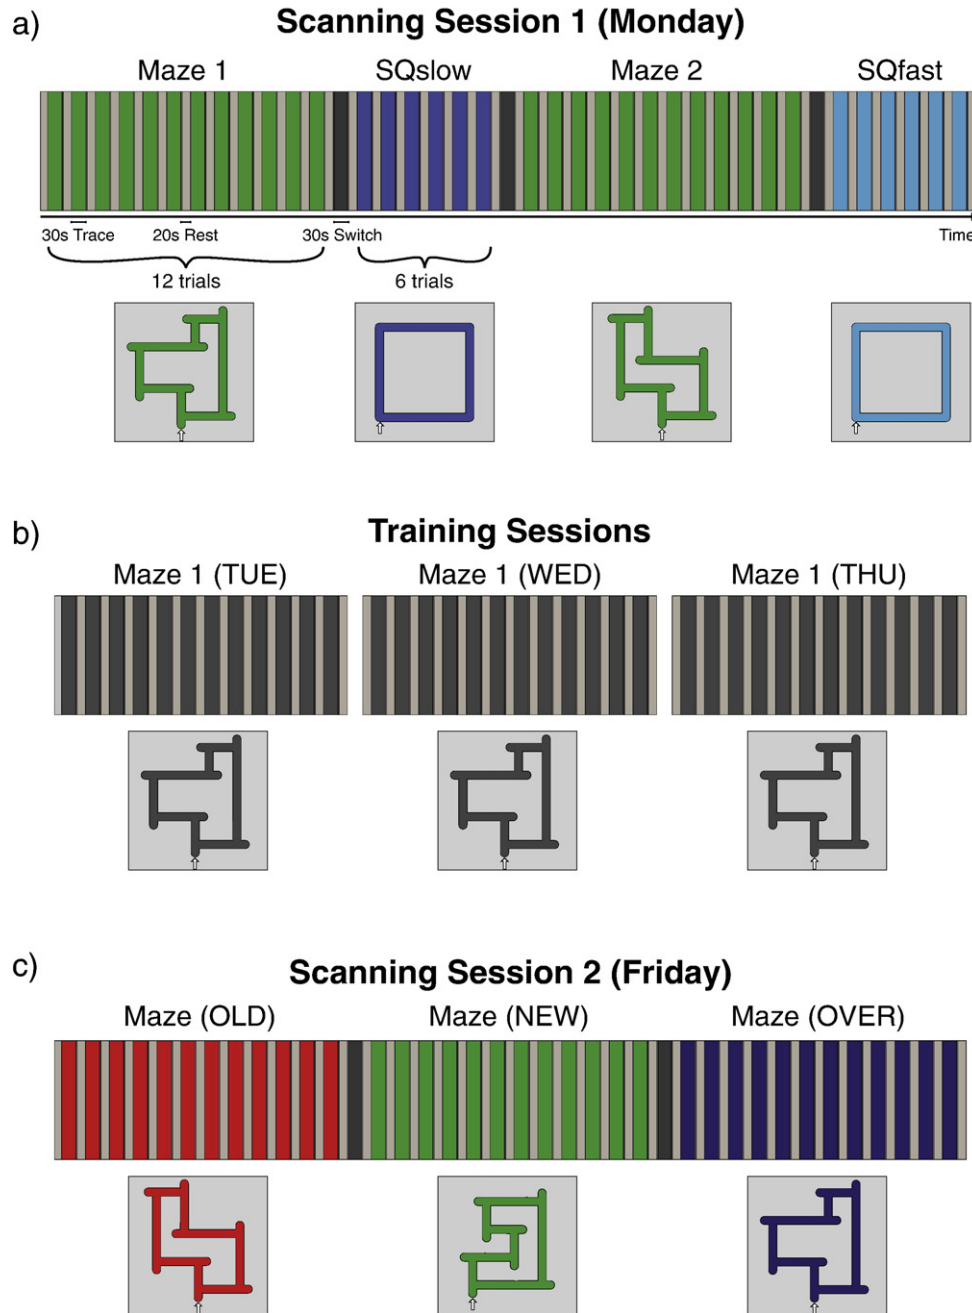 a)
Scanning Session 1 (Monday)
Maze 1 SQslow Maze 2 SQfast
30s Trace 20s Rest 30s Switch Time
12 trials 6 trials
b)
Training Sessions
Maze 1 (TUE) Maze 1 (WED) Maze 1 (THU)
c)
Scanning Session 2 (Friday)
Maze (OLD) Maze (NEW) Maze (OVER)